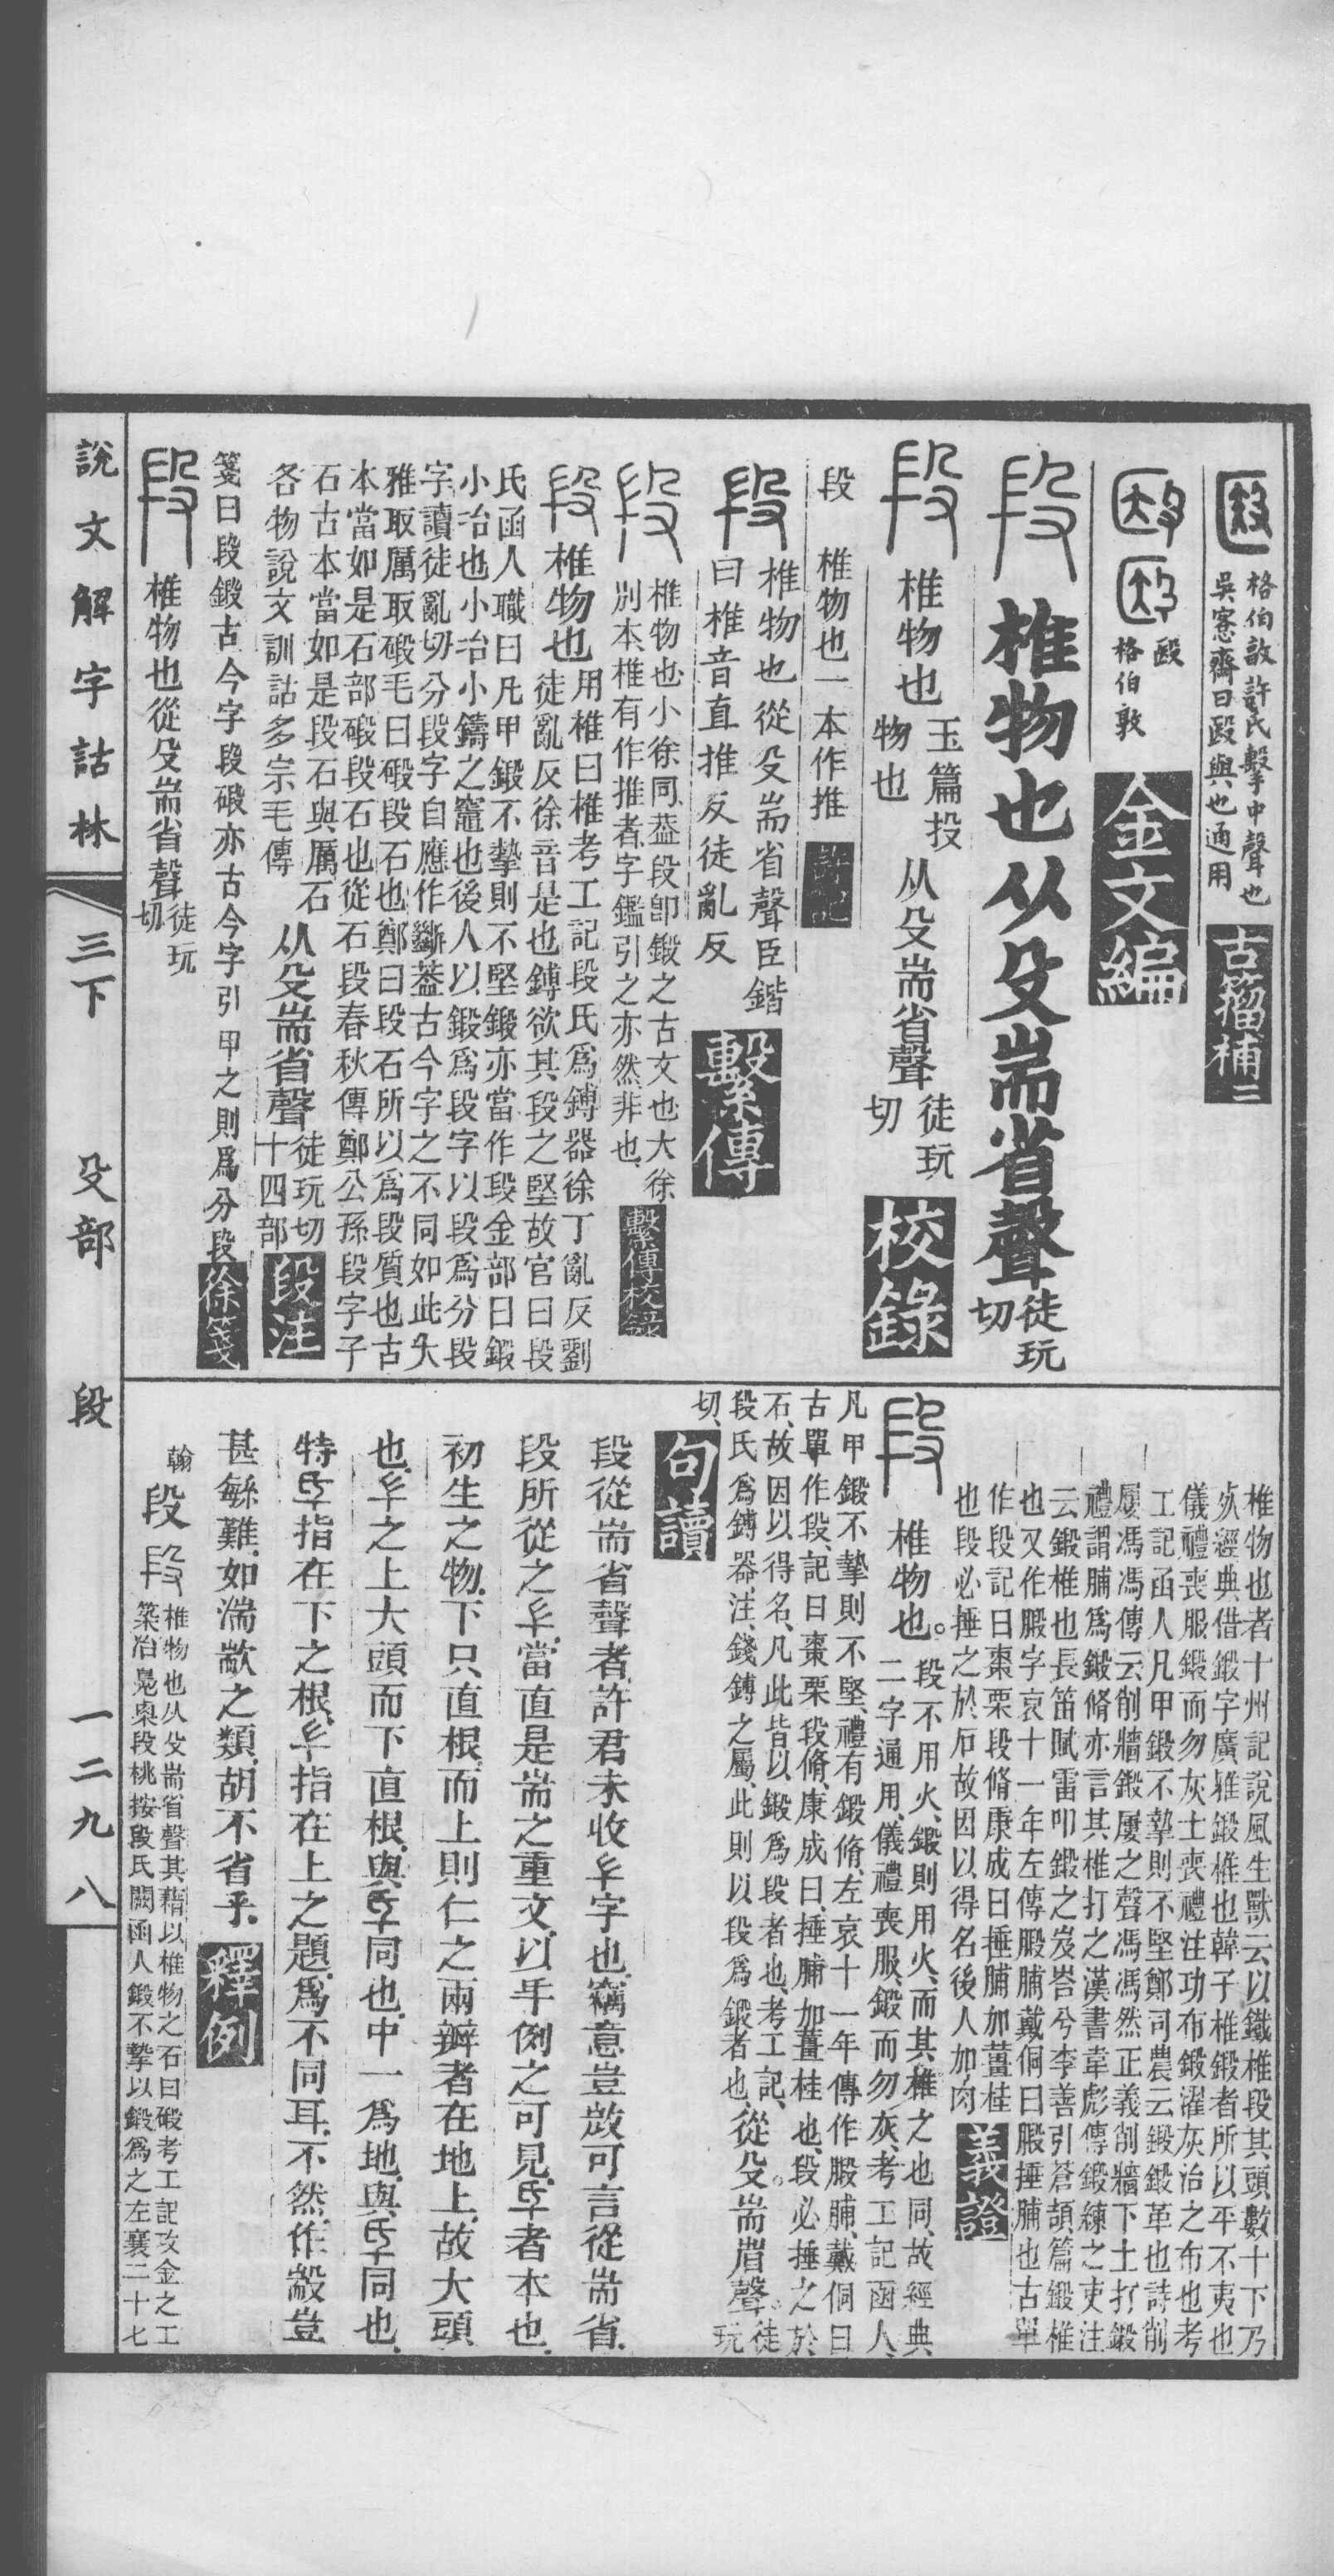 格伯敦許氏擊中聲也
吳愙齋曰毆與也通用
古籀補二
毆
格伯敦
金文編
段
椎物也从殳耑省聲
徒玩
切
段
椎物也
玉篇投
物也
从殳耑省聲
徒玩
切
校錄
段
椎物也一本作推
段
椎物也從殳耑省聲臣鍇
曰椎音直推反徒亂反
繫傳
段
椎物也小徐同葢段卽鍛之古文也大徐
別本椎有作推者字鑑引之亦然非也
繫傳校錄
段
椎物也
用椎曰椎考工記段氏爲鎛器徐丁亂反劉
徒亂反徐音是也鎛欲其段之堅故官曰段
氏函人職曰凡甲鍛不摯則不堅鍛亦當作段金部曰鍛
小冶也小冶小鑄之竈也後人以鍛爲段字以段爲分段
字讀徒亂切分段字自應作斷葢古今字之不同如此大
雅取厲取碫毛曰碫段石也鄭曰段石所以爲段質也古
本當如是石部碫段石也從石段春秋傳鄭公孫段字子
石古本當如是段石與厲石
各物說文訓詁多宗毛傳
从殳耑省聲
徒玩切
十四部
段注
箋曰段鍛古今字段碫亦古今字引申之則爲分段
徐箋
段
椎物也從殳耑省聲
徒玩
切
椎物也者十州記說風生獸云以鐵椎段其頭數十下乃
死經典借鍛字廣雅鍛椎也韓子椎鍛者所以平不夷也
儀禮喪服鍛而勿灰士喪禮注功布鍛濯灰治之布也考
工記函人凡甲鍛不摯則不堅鄭司農云鍛鍛革也詩削
屢馮馮傳云削牆鍛屢之聲馮馮然正義削牆下土打鍛
禮謂脯爲鍛脩亦言其椎打之漢書韋彪傳鍛練之吏注
云鍛椎也長笛賦雷叩鍛之岌峇兮李善引蒼頡篇鍛椎
也又作腶字哀十一年左傳腶脯戴侗曰腶捶脯也古單
作段記曰棗栗段脩康成曰捶脯加薑桂
也段必捶之於石故因以得名後人加肉
義證
段
椎物也。
段不用火、鍛則用火、而其椎之也同、故經典
二字通用、儀禮喪服、鍛而勿灰、考工記函人、
凡甲鍛不摯則不堅、禮有鍛脩、左哀十一年傳作腶脯、戴侗曰
古單作段、記曰棗栗段脩、康成曰、捶脯加薑桂也、段必捶之於
石、故因以得名、凡此皆以鍛爲段者也、考工記、
段氏爲鎛器、注、錢鎛之屬、此則以段爲鍛者也、
從殳。耑省聲。
徒玩
切、
句讀
段從耑省聲者、許君未收字也、竊意豈敢可言從耑省、
段所從之、當直是耑之重文、以例之可見、者本也、
初生之物、下只直根、而上則仁之兩瓣者在地上、故大頭
也、之上大頭而下直根、與同也、中一爲地、與同也、
特指在下之根、指在上之題、爲不同耳、不然、作豈
甚緐難、如湍歂之類、胡不省乎、
釋例
翰
段
椎物也从殳耑省聲其藉以椎物之石曰碫考工記攻金之工
築冶鳧㮚段桃按段氏闕函人鍛不摯以鍛爲之左襄二十七
說文解字詁林
三下
殳部
段
一二九八